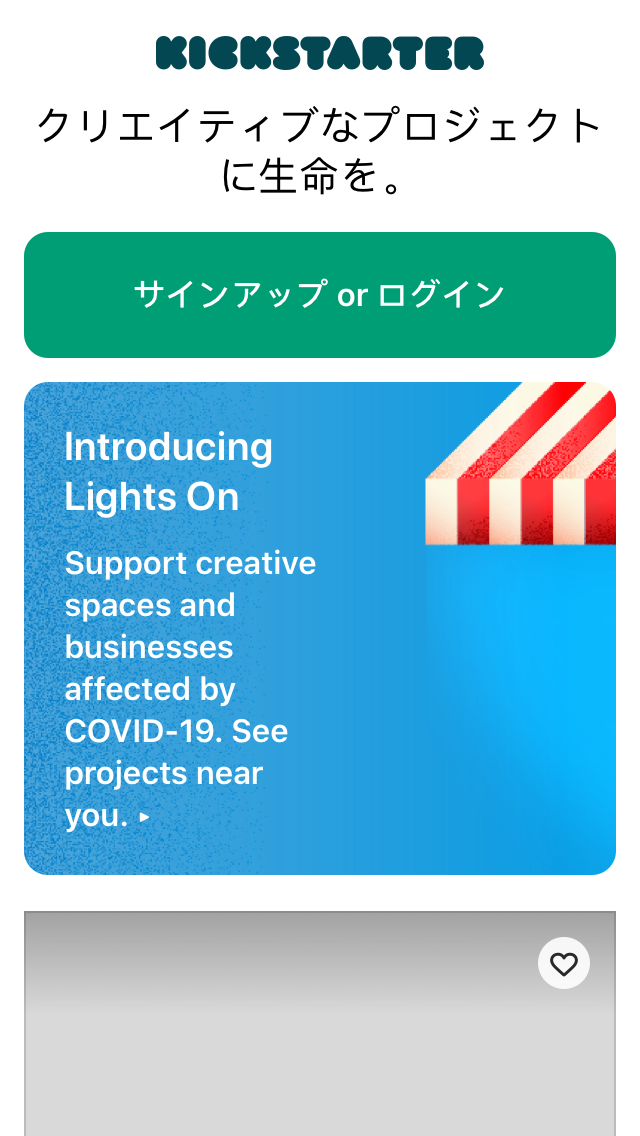 KICKSTARTER
クリエイティブなプロジェクト
に生命を。
サインアップ or ログイン
Introducing
Lights On
Support creative
spaces and
businesses
affected by
COVID-19. See
projects near
you. ▸